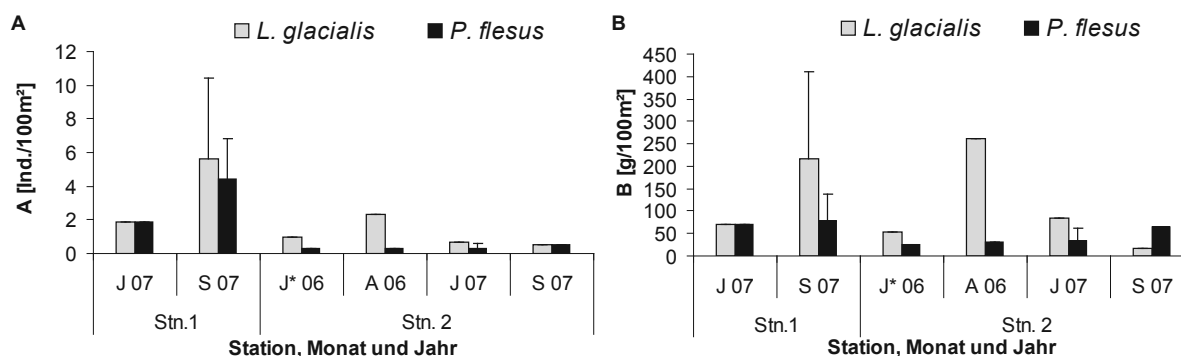 A
L. glacialis P. flesus
A [Ind./100m²]
12
10
8
6
4
2
0
J 07 S 07 J* 06 A 06 J 07 S 07
Stn.1 Stn. 2
Station, Monat und Jahr
B
L. glacialis P. flesus
B [g/100m²]
450
400
350
300
250
200
150
100
50
0
J 07 S 07 J* 06 A 06 J 07 S 07
Stn.1 Stn. 2
Station, Monat und Jahr